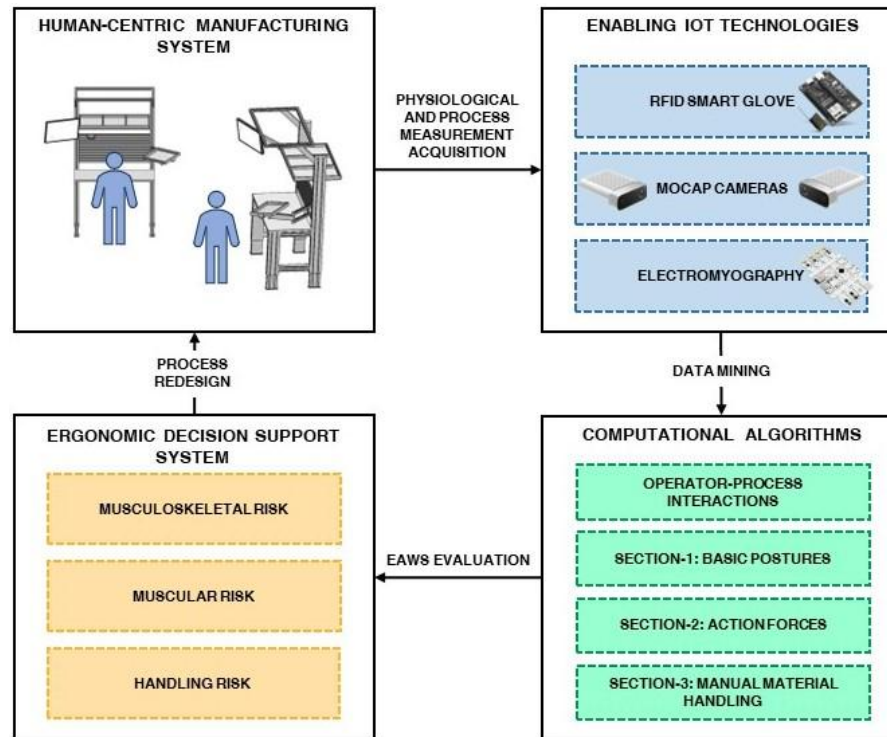 HUMAN-CENTRIC MANUFACTURING
SYSTEM
PHYSIOLOGICAL
AND PROCESS
MEASUREMENT
ACQUISITION
ENABLING IOT TECHNOLOGIES
RFID SMART GLOVE
MOCAP CAMERAS
ELECTROMYOGRAPHY
DATA MINING
COMPUTATIONAL ALGORITHMS
OPERATOR-PROCESS
INTERACTIONS
SECTION-1: BASIC POSTURES
SECTION-2: ACTION FORCES
SECTION-3: MANUAL MATERIAL
HANDLING
EAWS EVALUATION
ERGONOMIC DECISION SUPPORT
SYSTEM
MUSCULOSKELETAL RISK
MUSCULAR RISK
HANDLING RISK
PROCESS
REDESIGN